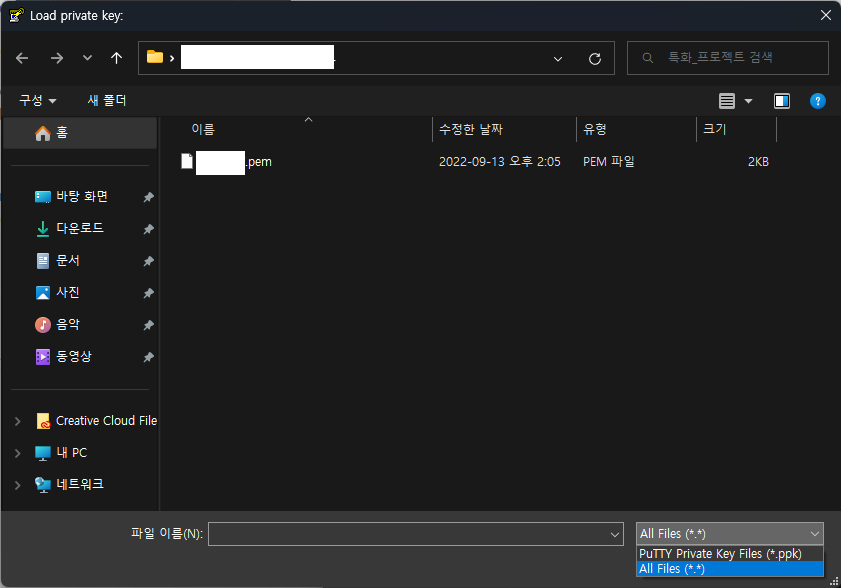 Load private key:
특화_프로젝트 검색
구성
새 폴더
이름
수정한 날짜
유형
크기
홈
.pem
2022-09-13 오후 2:05
PEM 파일
2KB
바탕 화면
다운로드
문서
사진
음악
동영상
Creative Cloud File
내 PC
네트워크
파일 이름(N):
All Files (*.*)
PuTTY Private Key Files (*.ppk)
All Files (*.*)